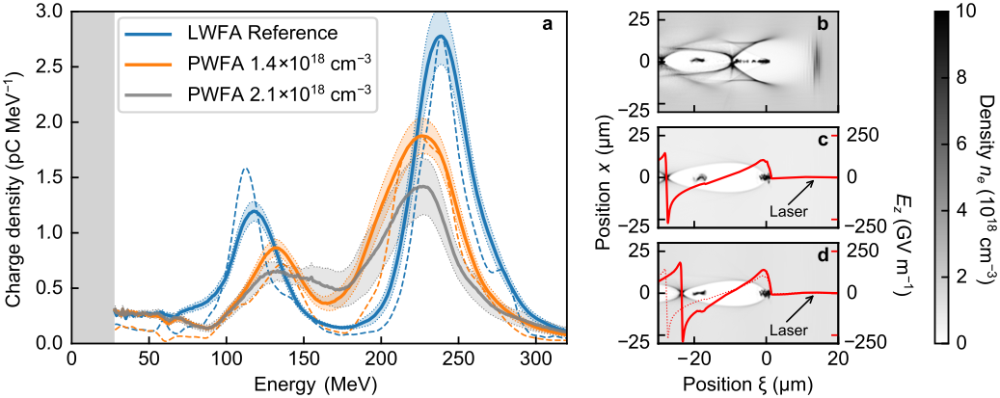 a
LWFA Reference
PWFA 1.4×10¹⁸ cm⁻³
PWFA 2.1×10¹⁸ cm⁻³
Charge density (pC MeV⁻¹)
3.0
2.5
2.0
1.5
1.0
0.5
0.0
0 50 100 150 200 250 300
Energy (MeV)
b
25
0
−25
c
25
0
−25
250
0
−250
Laser
d
25
0
−25
250
0
−250
Laser
Position x (μm)
E_z (GV m⁻¹)
−20 0 20
Position ξ (μm)
10
8
6
4
2
0
Density nₑ (10¹⁸ cm⁻³)